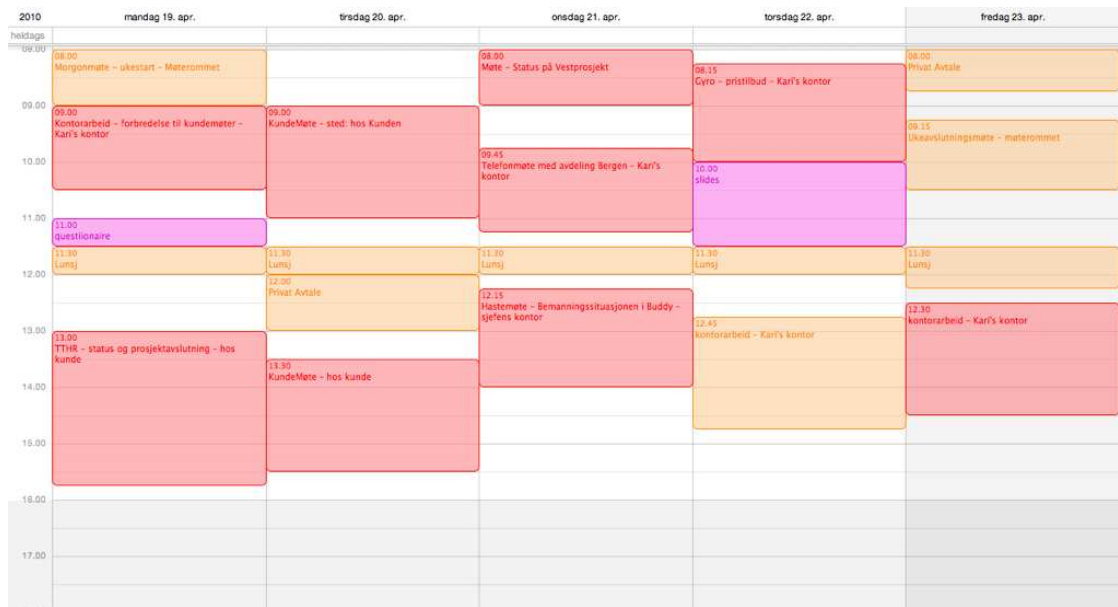 2010
mandag 19. apr.
tirsdag 20. apr.
onsdag 21. apr.
torsdag 22. apr.
fredag 23. apr.
heldags
08.00
09.00
10.00
11.00
12.00
13.00
14.00
15.00
16.00
17.00
08.00
Morgonmøte – ukestart – Møterommet
09.00
Kontorarbeid – forbredelse til kundemøter –
Kari's kontor
11.00
questiionaire
11.30
Lunsj
13.00
TTHR – status og prosjektavslutning – hos
kunde
09.00
KundeMøte – sted: hos Kunden
11.30
Lunsj
12.00
Privat Avtale
13.30
KundeMøte – hos kunde
08.00
Møte – Status på Vestprosjekt
09.45
Telefonmøte med avdeling Bergen – Kari's
kontor
11.30
Lunsj
12.15
Hastemøte – Bemanningssituasjonen i Buddy –
sjefens kontor
08.15
Gyro – pristilbud – Kari's kontor
10.00
slides
11.30
Lunsj
12.45
kontorarbeid – Kari's kontor
08.00
Privat Avtale
09.15
Ukeavslutningsmøte – møterommet
11.30
Lunsj
12.30
kontorarbeid – Kari's kontor